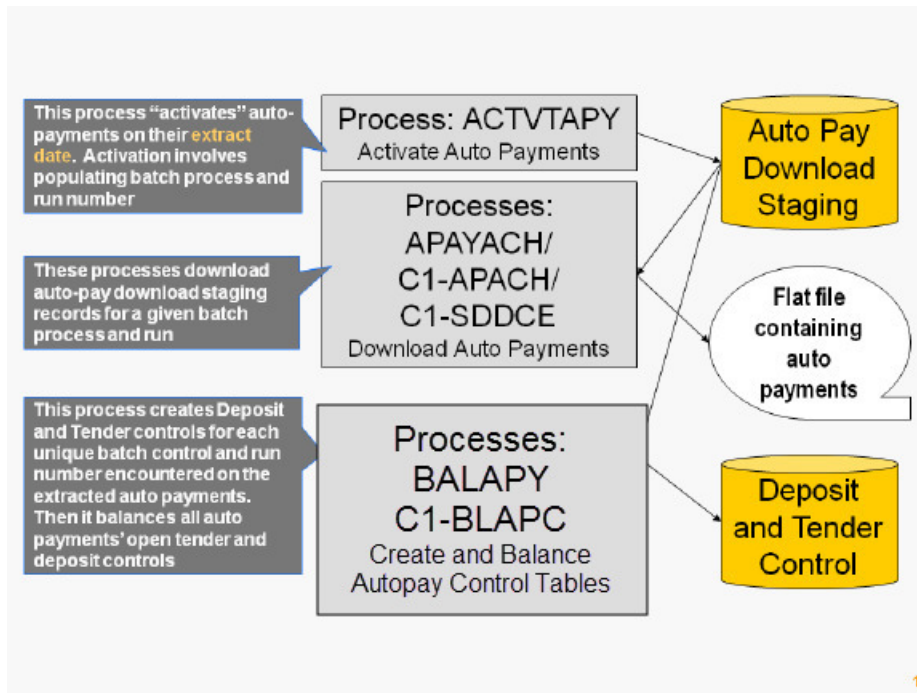 This process "activates" auto-
payments on their extract
date. Activation involves
populating batch process and
run number
Process: ACTVTAPY
Activate Auto Payments
Auto Pay
Download
Staging
These processes download
auto-pay download staging
records for a given batch
process and run
Processes:
APAYACH/
C1-APACH/
C1-SDDCE
Download Auto Payments
Flat file
containing
auto
payments
This process creates Deposit
and Tender controls for each
unique batch control and run
number encountered on the
extracted auto payments.
Then it balances all auto
payments' open tender and
deposit controls
Processes:
BALAPY
C1-BLAPC
Create and Balance
Autopay Control Tables
Deposit
and Tender
Control
1